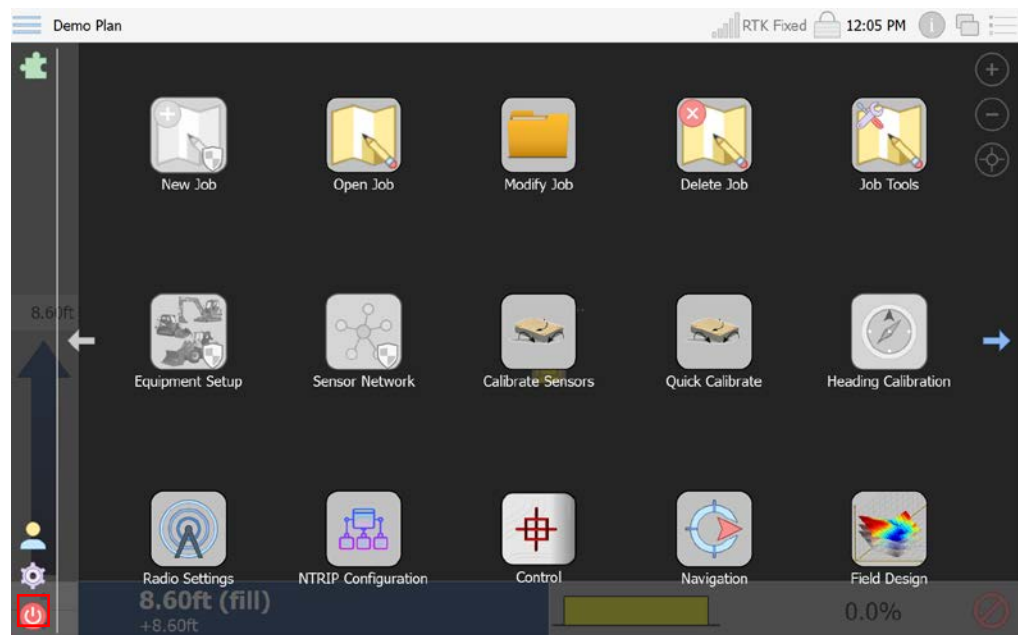 Demo Plan
RTK Fixed
12:05 PM
New Job
Open Job
Modify Job
Delete Job
Job Tools
8.60ft
Equipment Setup
Sensor Network
Calibrate Sensors
Quick Calibrate
Heading Calibration
Radio Settings
NTRIP Configuration
Control
Navigation
Field Design
8.60ft (fill)
+8.60ft
0.0%